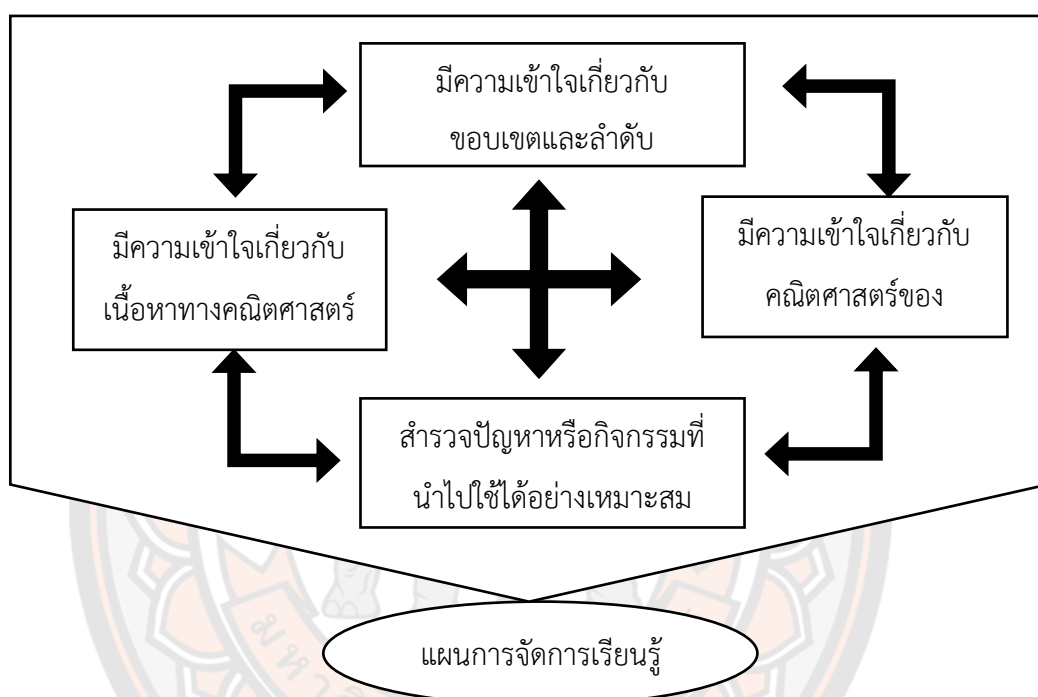 มีความเข้าใจเกี่ยวกับ
ขอบเขตและลำดับ
มีความเข้าใจเกี่ยวกับ
เนื้อหาทางคณิตศาสตร์
มีความเข้าใจเกี่ยวกับ
คณิตศาสตร์ของ
สำรวจปัญหาหรือกิจกรรมที่
นำไปใช้ได้อย่างเหมาะสม
แผนการจัดการเรียนรู้